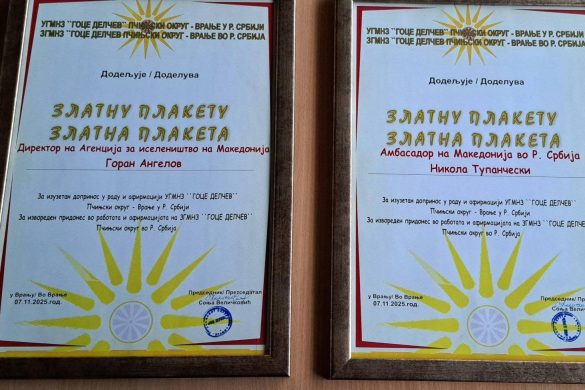 УГМНЗ ``ГОЦЕ ДЕЛЧЕВ`` ПЧИЊСКИ ОКРУГ - ВРАЊЕ У Р. СРБИЈИ
ЗГМНЗ ``ГОЦЕ ДЕЛЧЕВ`` ПЧИЊСКИ ОКРУГ - ВРАЊЕ ВО Р. СРБИЈА
Додељује / Доделува
ЗЛАТНУ ПЛАКЕТУ
ЗЛАТНА ПЛАКЕТА
Директор на Агенција за иселеништво на Македонија
Горан Ангелов
За изузетан допринос у раду и афирмацији УГМНЗ ``ГОЦЕ ДЕЛЧЕВ``
Пчињски округ - Врање у Р. Србији
За извореден придонес во работата и афирмацијата на ЗГМНЗ ``ГОЦЕ ДЕЛЧЕВ``
Пчињски округ во Р. Србија
у Врању/ Во Врање
07.11.2025.год.
Председник/ Председател
Соња Величковић
УГМНЗ ``ГОЦЕ ДЕЛЧЕВ`` ПЧИЊСКИ ОКРУГ - ВРАЊЕ У Р. СРБИЈИ
ЗГМНЗ ``ГОЦЕ ДЕЛЧЕВ`` ПЧИЊСКИ ОКРУГ - ВРАЊЕ ВО Р. СРБИЈА
Додељује / Доделува
ЗЛАТНУ ПЛАКЕТУ
ЗЛАТНА ПЛАКЕТА
Амбасадор на Македонија во Р. Србија
Никола Тупанчески
За изузетан допринос у раду и афирмацији УГМНЗ ``ГОЦЕ ДЕЛЧЕВ``
Пчињски округ - Врање у Р. Србији
За извореден придонес во работата и афирмацијата на ЗГМНЗ ``ГОЦЕ ДЕЛЧЕВ``
Пчињски округ во Р. Србија
у Врању/ Во Врање
07.11.2025.год.
Председник/
Соња Величковић